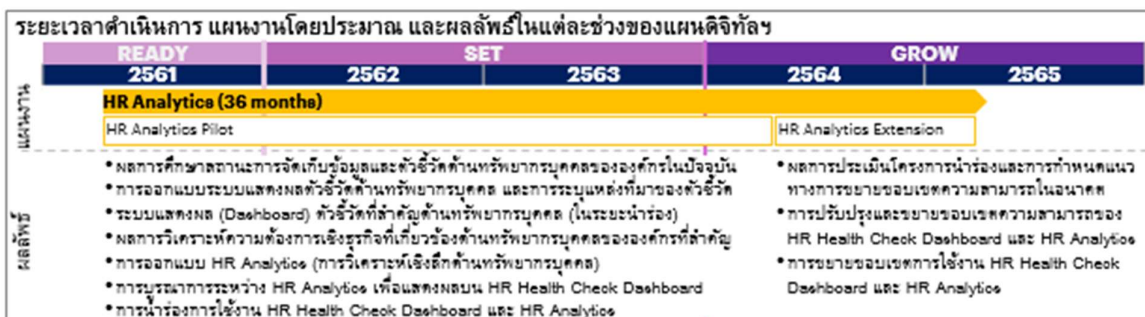 ระยะเวลาดำเนินการ แผนงานโดยประมาณ และผลลัพธ์ในแต่ละช่วงของแผนดิจิทัลฯ
READY SET GROW
2561 2562 2563 2564 2565
แผนงาน
HR Analytics (36 months)
HR Analytics Pilot
HR Analytics Extension
ผลลัพธ์
• ผลการศึกษาสถานะการจัดเก็บข้อมูลและตัวชี้วัดด้านทรัพยากรบุคคลขององค์กรในปัจจุบัน
• การออกแบบระบบแสดงผลตัวชี้วัดด้านทรัพยากรบุคคล และการระบุแหล่งที่มาของตัวชี้วัด
• ระบบแสดงผล (Dashboard) ตัวชี้วัดที่สำคัญด้านทรัพยากรบุคคล (ในระยะนำร่อง)
• ผลการวิเคราะห์ความต้องการเชิงธุรกิจที่เกี่ยวข้องด้านทรัพยากรบุคคลขององค์กรที่สำคัญ
• การออกแบบ HR Analytics (การวิเคราะห์เชิงลึกด้านทรัพยากรบุคคล)
• การบูรณาการระหว่าง HR Analytics เพื่อแสดงผลบน HR Health Check Dashboard
• การนำร่องการใช้งาน HR Health Check Dashboard และ HR Analytics
• ผลการประเมินโครงการนำร่องและการกำหนดแนว
ทางการขยายขอบเขตความสามารถในอนาคต
• การปรับปรุงและขยายขอบเขตความสามารถของ
HR Health Check Dashboard และ HR Analytics
• การขยายขอบเขตการใช้งาน HR Health Check
Dashboard และ HR Analytics